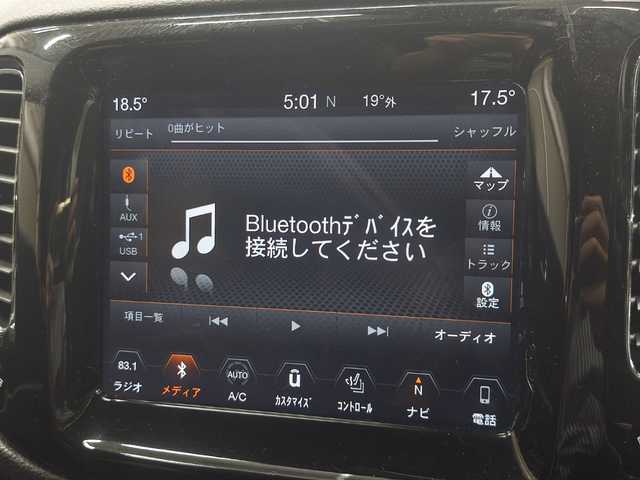 18.5° 5:01 N 19°外 17.5°
リピート 0曲がヒット シャッフル
マップ
AUX
1
USB
情報
Bluetoothﾃﾞﾊﾞｲｽを
接続してください
トラック
設定
項目一覧 オーディオ
83.1 AUTO ü N
ラジオ メディア A/C ｶｽﾀﾏｲｽﾞ ｺﾝﾄﾛｰﾙ ナビ 電話